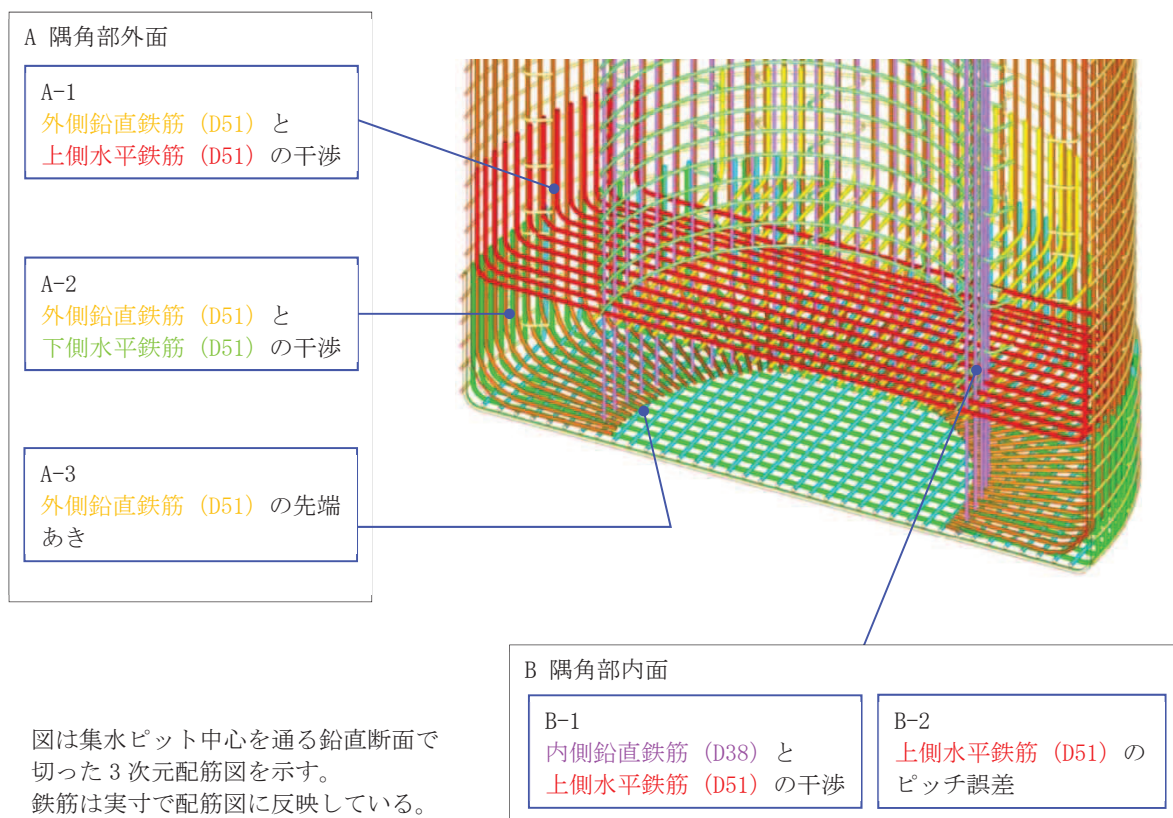 A 隅角部外面
A-1
外側鉛直鉄筋 (D51) と
上側水平鉄筋 (D51) の干渉
A-2
外側鉛直鉄筋 (D51) と
下側水平鉄筋 (D51) の干渉
A-3
外側鉛直鉄筋 (D51) の先端
あき
B 隅角部内面
B-1
内側鉛直鉄筋 (D38) と
上側水平鉄筋 (D51) の干渉
B-2
上側水平鉄筋 (D51) の
ピッチ誤差
図は集水ピット中心を通る鉛直断面で
切った 3 次元配筋図を示す。
鉄筋は実寸で配筋図に反映している。